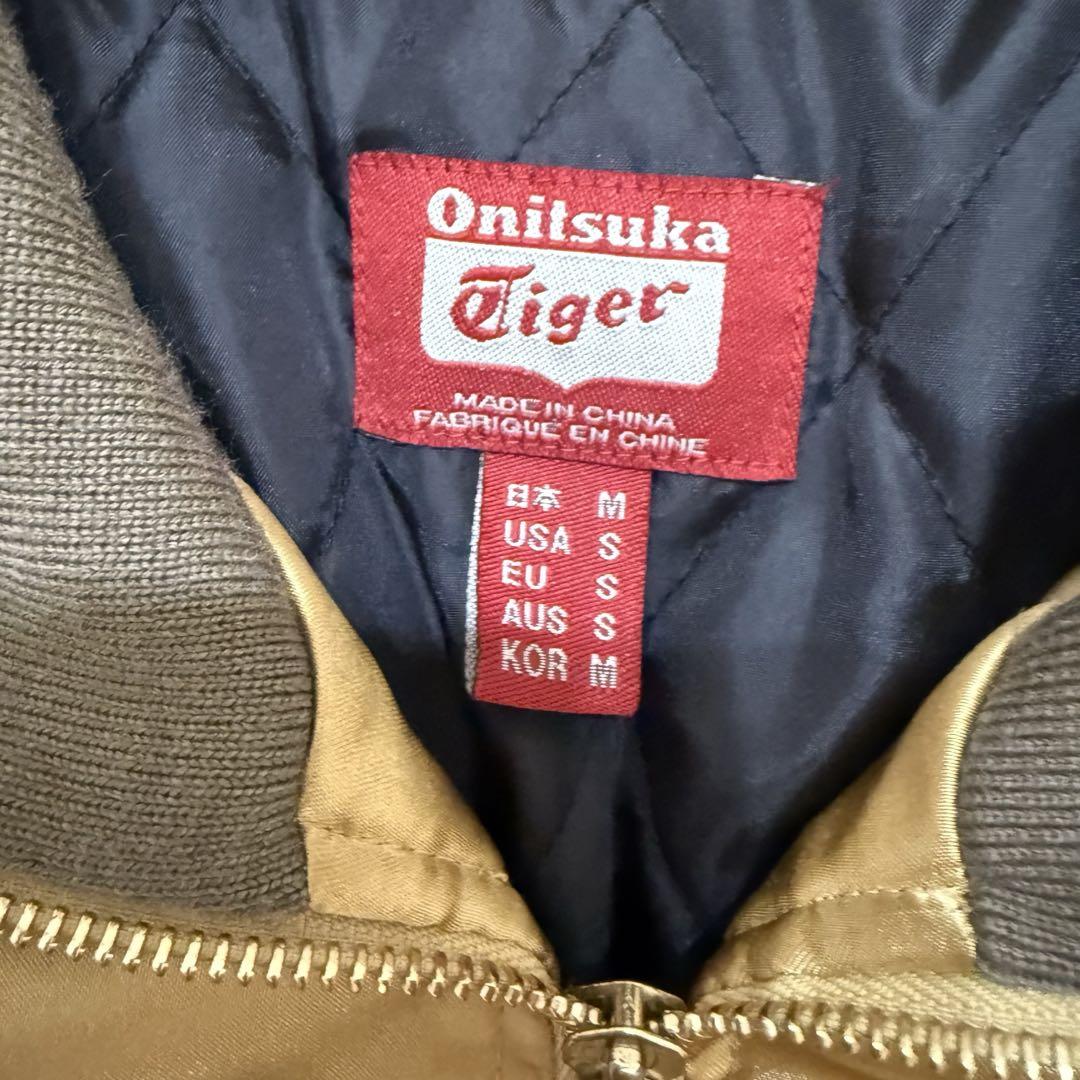 Onitsuka
Tiger
MADE IN CHINA
FABRIQUE EN CHINE
日本 M
USA S
EU S
AUS S
KOR M